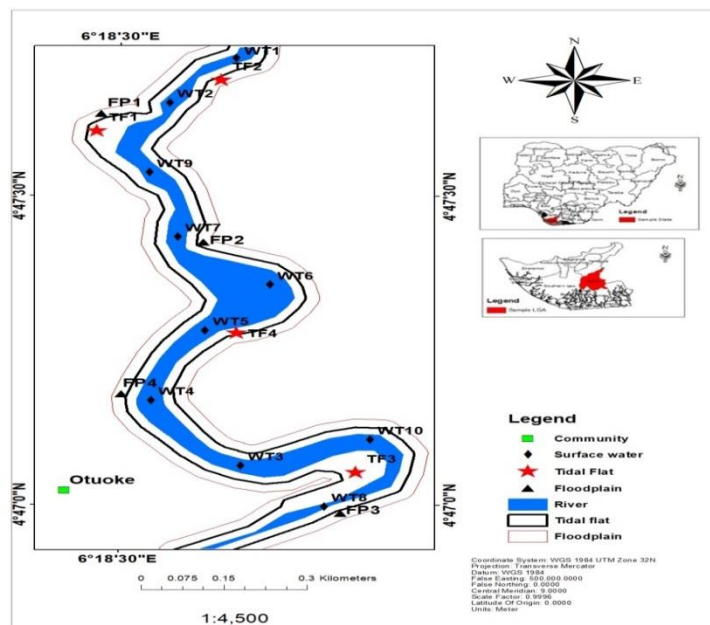 6°18'30"E
WT1
TF2
WT2
FP1
TF1
WT9
4°47'30"N
4°47'30"N
WT7
FP2
WT6
WT5
TF4
FP4
WT4
WT10
WT3
TF3
Otuoke
WT8
FP3
4°47'0"N
4°47'0"N
6°18'30"E
0 0.075 0.15 0.3 Kilometers
1:4,500
N
W E
S
Legend
Sample State
Legend
Sample LGA
Legend
Community
Surface water
Tidal Flat
Floodplain
River
Tidal flat
Floodplain
Coordinate System: WGS 1984 UTM Zone 32N
Projection: Transverse Mercator
Datum: WGS 1984
False Easting: 500,000.0000
False Northing: 0.0000
Central Meridian: 9.0000
Scale Factor: 0.9996
Latitude Of Origin: 0.0000
Units: Meter